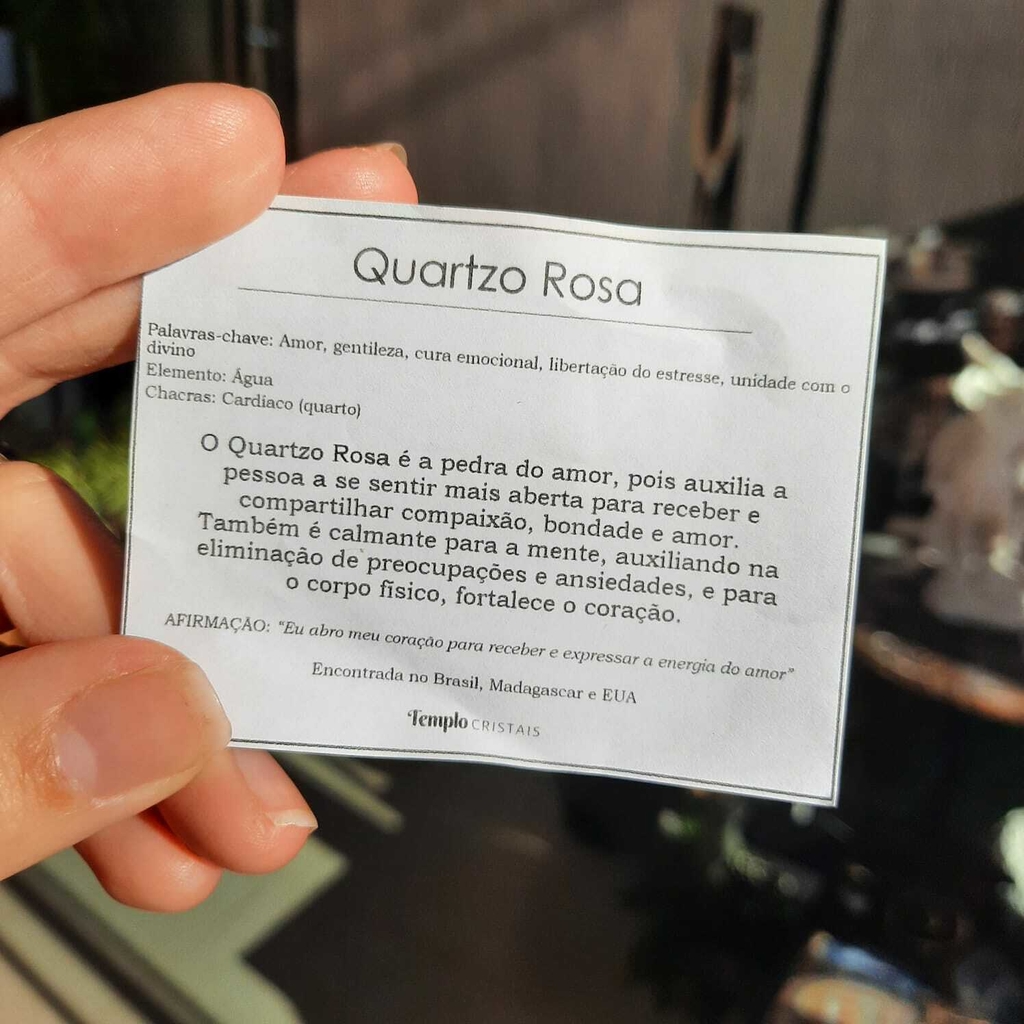 Quartzo Rosa
Palavras-chave: Amor, gentileza, cura emocional, libertação do estresse, unidade com o
divino
Elemento: Água
Chacras: Cardíaco (quarto)
O Quartzo Rosa é a pedra do amor, pois auxilia a
pessoa a se sentir mais aberta para receber e
compartilhar compaixão, bondade e amor.
Também é calmante para a mente, auxiliando na
eliminação de preocupações e ansiedades, e para
o corpo físico, fortalece o coração.
AFIRMAÇÃO: "Eu abro meu coração para receber e expressar a energia do amor"
Encontrada no Brasil, Madagascar e EUA
Templo CRISTAIS